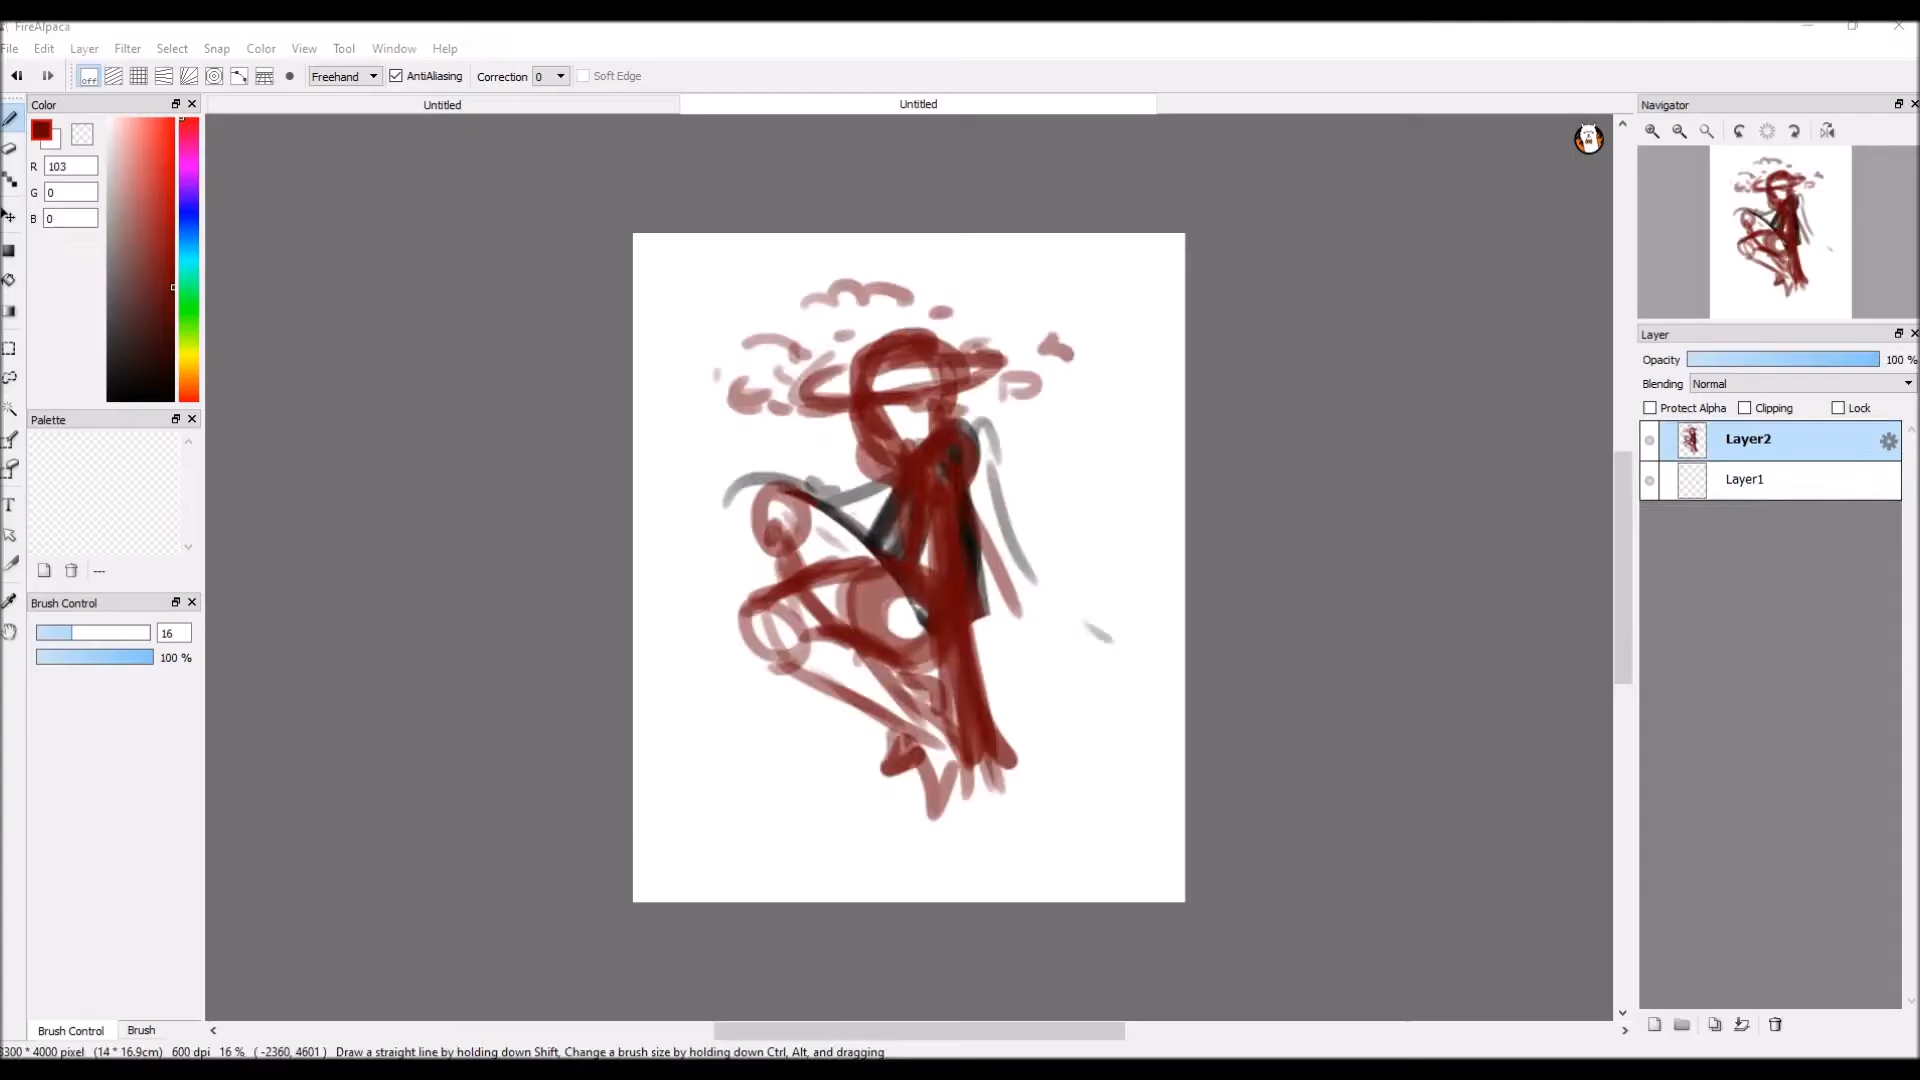 FireAlpaca
File Edit Layer Filter Select Snap Color View Tool Window Help
off Freehand AntiAliasing Correction 0 Soft Edge
Color Untitled Untitled Navigator
R 103
G 0
B 0
Layer
Opacity 100 %
Blending Normal
Protect Alpha Clipping Lock
Palette
Layer2
Layer1
T
---
Brush Control
16
100 %
Brush Control Brush
3300 * 4000 pixel (14 * 16.9cm) 600 dpi 16 % ( -2360, 4601 ) Draw a straight line by holding down Shift, Change a brush size by holding down Ctrl, Alt, and dragging